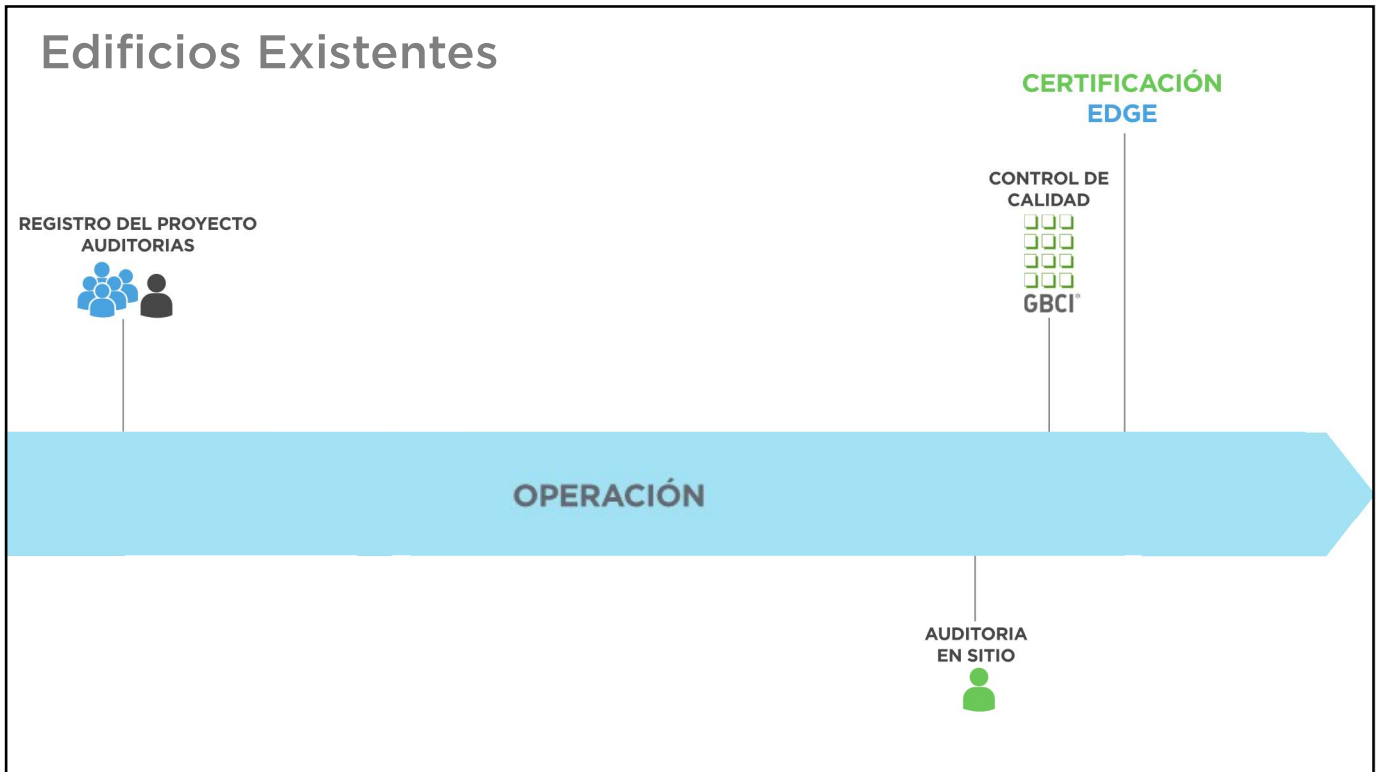 Edificios Existentes
CERTIFICACIÓN
EDGE
CONTROL DE
CALIDAD
GBCI®
REGISTRO DEL PROYECTO
AUDITORIAS
OPERACIÓN
AUDITORIA
EN SITIO